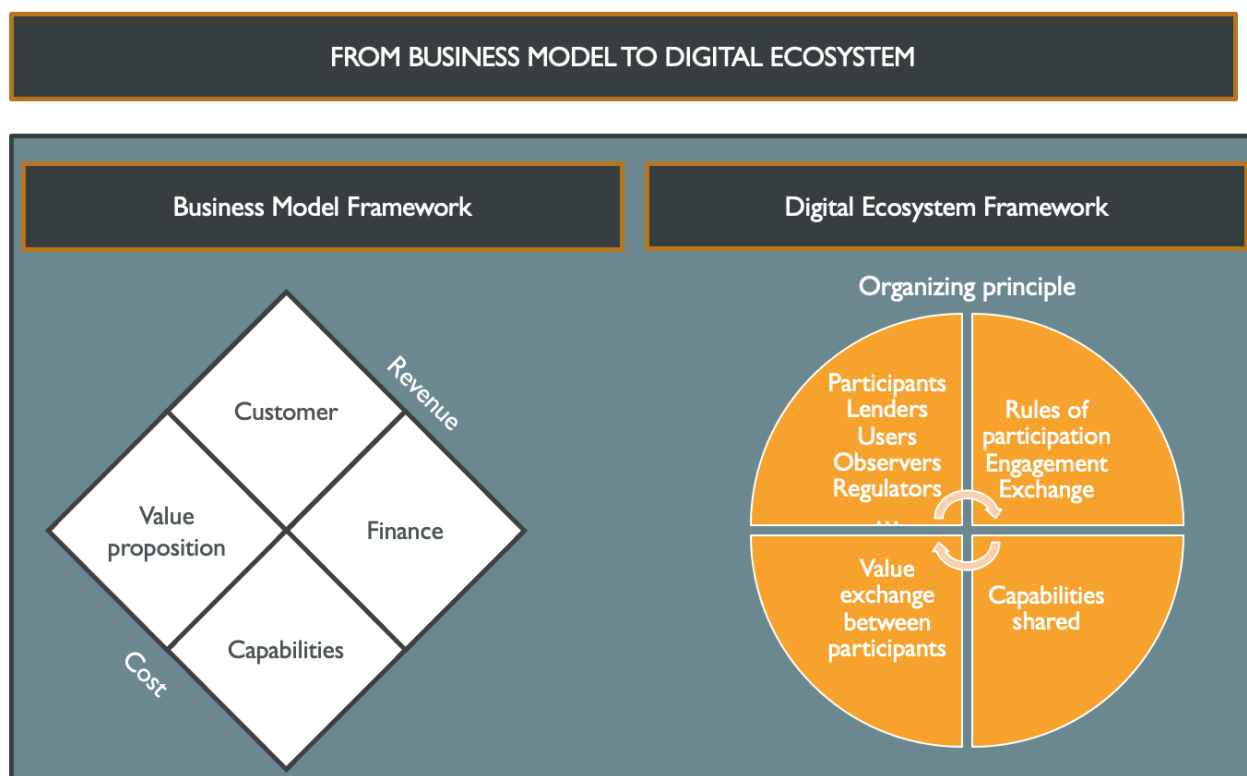 FROM BUSINESS MODEL TO DIGITAL ECOSYSTEM
Business Model Framework
Customer
Revenue
Value
proposition
Finance
Capabilities
Cost
Digital Ecosystem Framework
Organizing principle
Participants
Lenders
Users
Observers
Regulators
...
Rules of
participation
Engagement
Exchange
Value
exchange
between
participants
Capabilities
shared